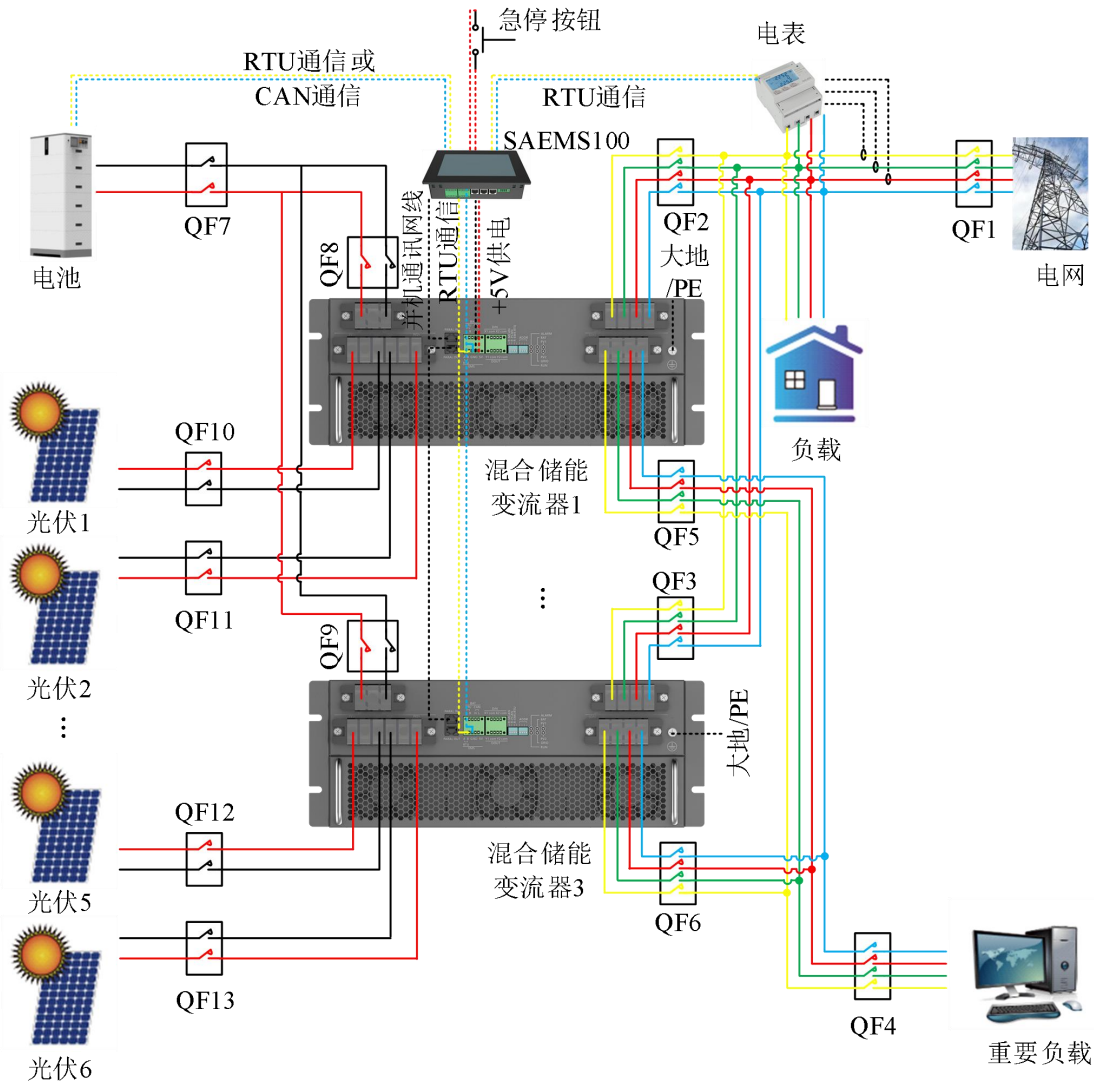 急停按钮
电表
RTU通信或
CAN通信
RTU通信
SAEMS100
QF7
QF2
QF1
电池
QF8
并机通讯网线
RTU通信
+5V供电
大地
/PE
电网
负载
QF10
光伏1
混合储能
变流器1
QF5
QF11
QF3
光伏2
...
...
QF9
大地/PE
QF12
混合储能
变流器3
光伏5
QF6
QF13
QF4
光伏6
重要负载